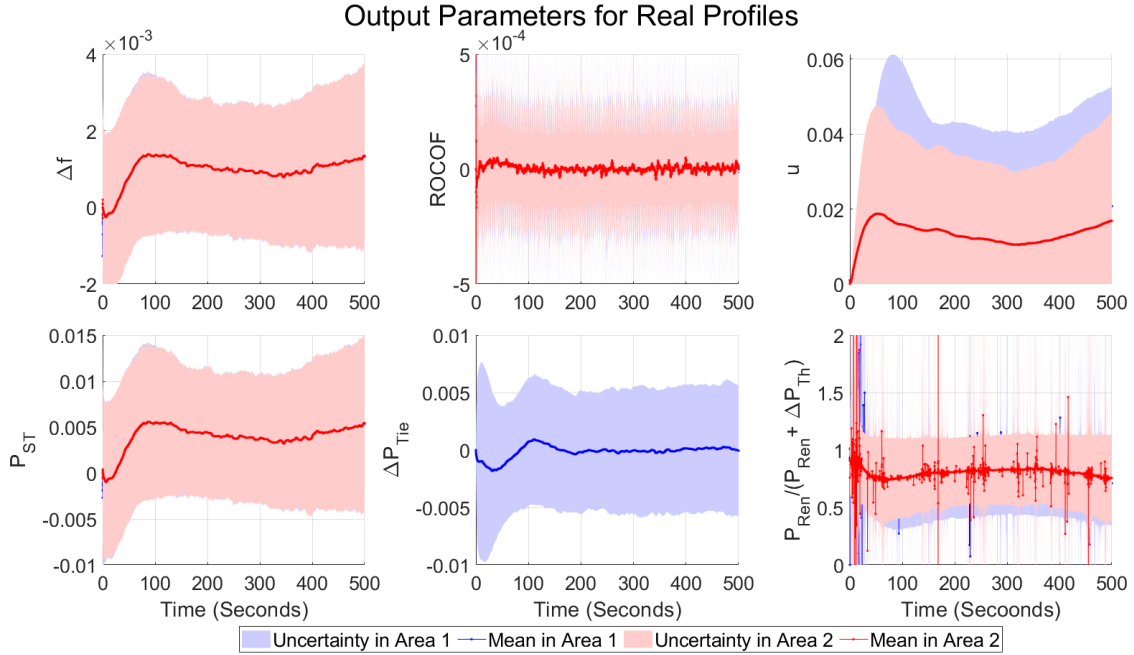 Output Parameters for Real Profiles
×10⁻³
4
2
0
-2
Δf
0 100 200 300 400 500
×10⁻⁴
5
0
-5
ROCOF
0 100 200 300 400 500
0.06
0.04
0.02
0
u
0 100 200 300 400 500
0.015
0.01
0.005
0
-0.005
-0.01
P_ST
0 100 200 300 400 500
Time (Seconds)
0.01
0.005
0
-0.005
-0.01
ΔP_Tie
0 100 200 300 400 500
Time (Seconds)
2
1.5
1
0.5
0
P_Ren/(P_Ren + ΔP_Th)
0 100 200 300 400 500
Time (Seconds)
Uncertainty in Area 1 Mean in Area 1 Uncertainty in Area 2 Mean in Area 2